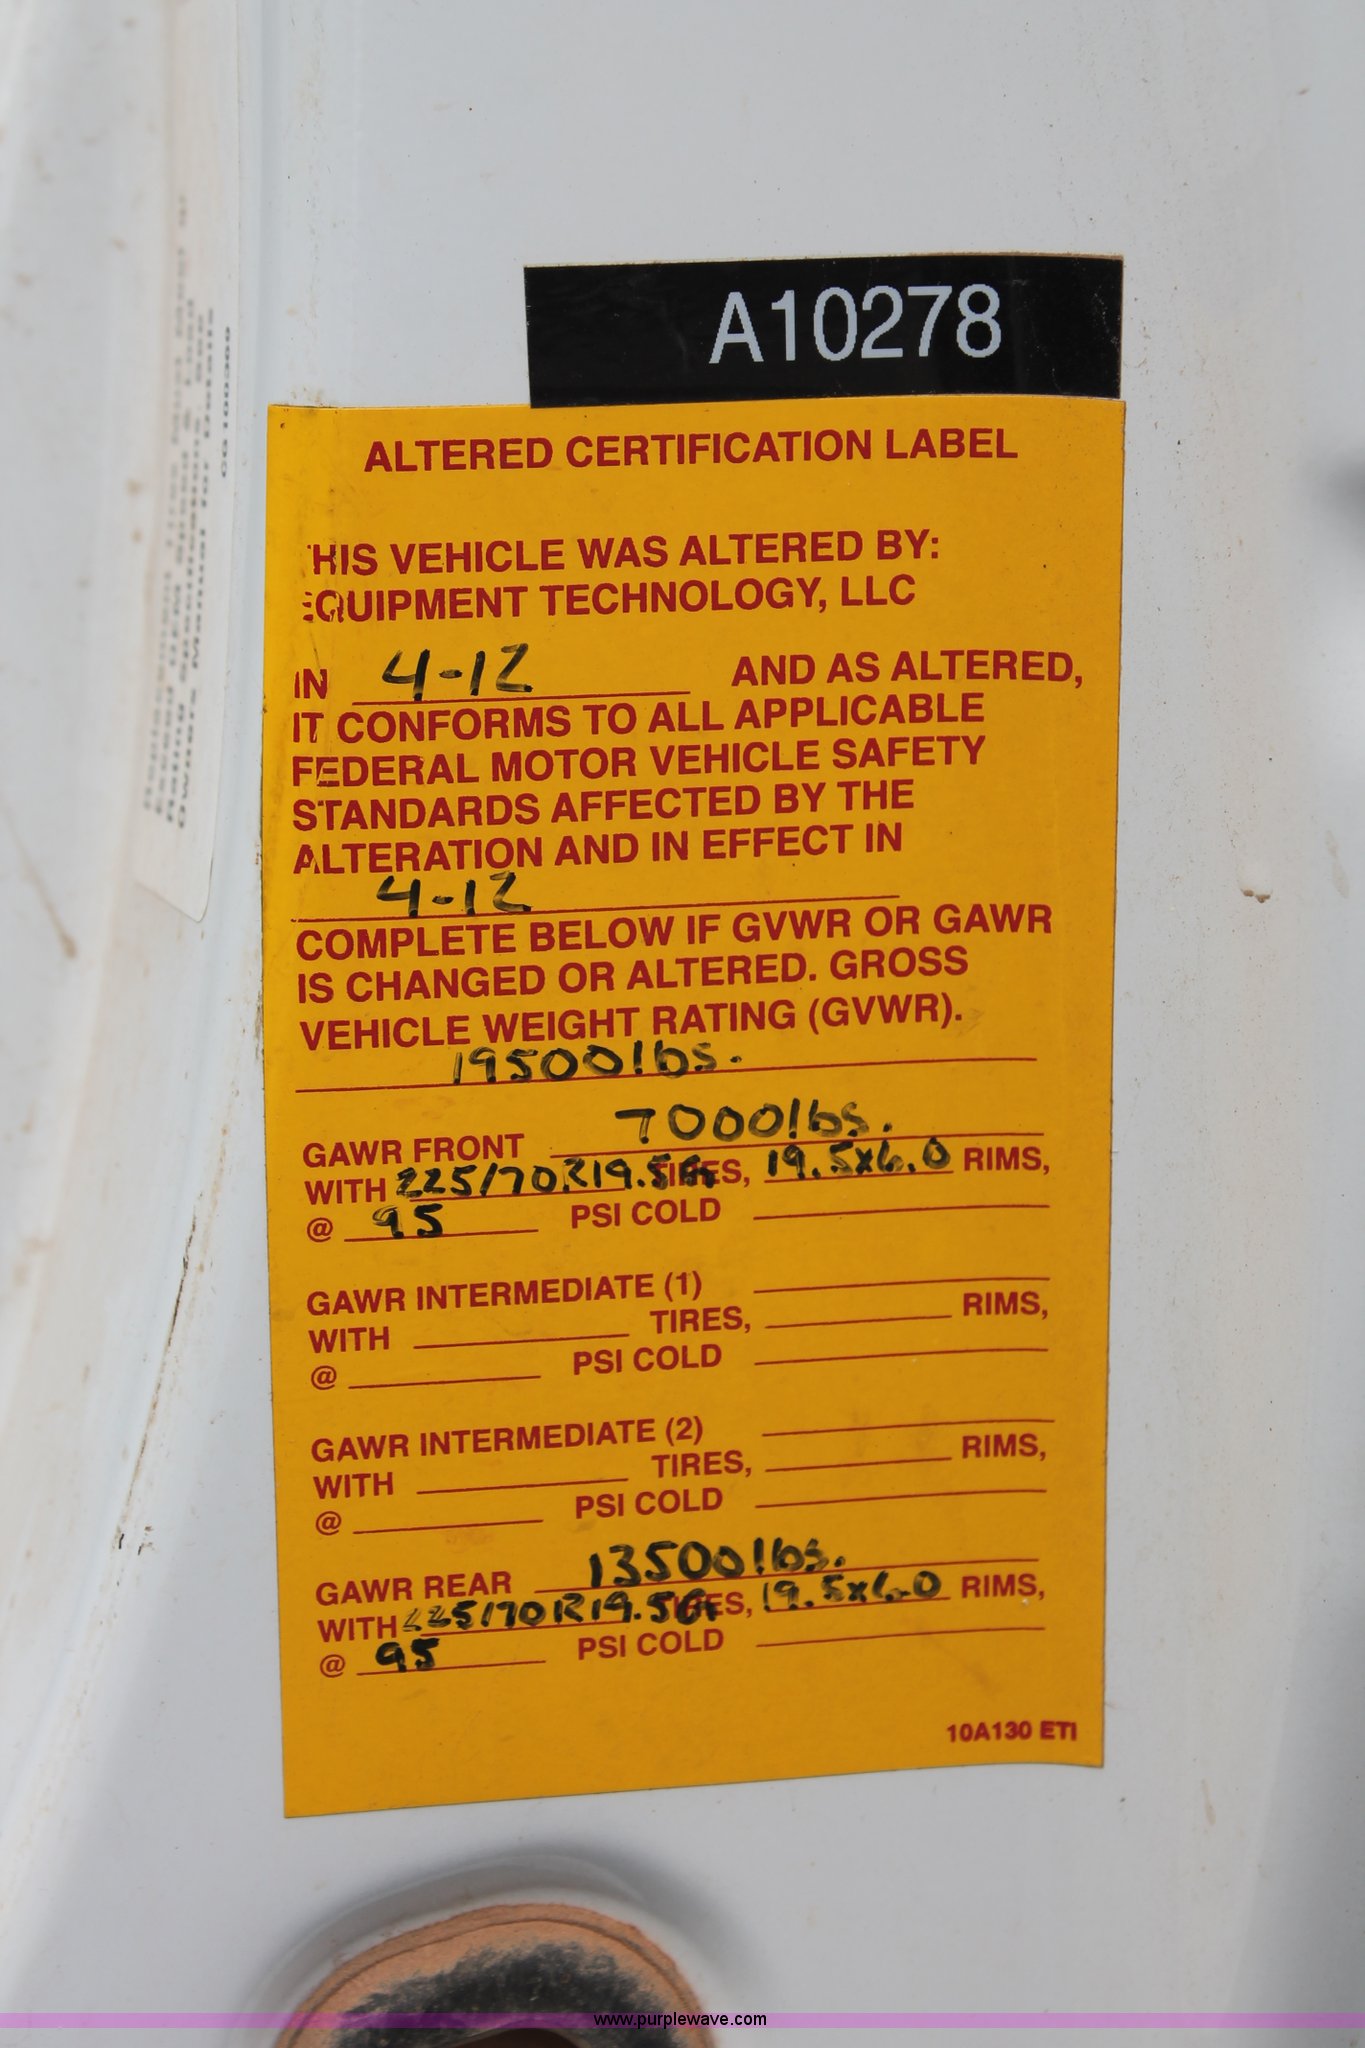 A10278
ALTERED CERTIFICATION LABEL
THIS VEHICLE WAS ALTERED BY:
EQUIPMENT TECHNOLOGY, LLC
IN 4-12 AND AS ALTERED,
IT CONFORMS TO ALL APPLICABLE
FEDERAL MOTOR VEHICLE SAFETY
STANDARDS AFFECTED BY THE
ALTERATION AND IN EFFECT IN
4-12
COMPLETE BELOW IF GVWR OR GAWR
IS CHANGED OR ALTERED. GROSS
VEHICLE WEIGHT RATING (GVWR).
19500lbs.
GAWR FRONT 7000lbs.
WITH 225/70R19.5G TIRES, 19.5x6.0 RIMS,
@ 95 PSI COLD
GAWR INTERMEDIATE (1)
WITH TIRES, RIMS,
@ PSI COLD
GAWR INTERMEDIATE (2)
WITH TIRES, RIMS,
@ PSI COLD
GAWR REAR 13500lbs.
WITH 225/70R19.5G TIRES, 19.5x6.0 RIMS,
@ 95 PSI COLD
10A130 ETI
www.purplewave.com